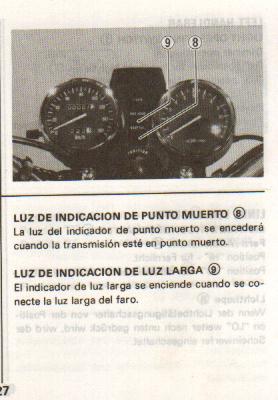 9 8
LUZ DE INDICACION DE PUNTO MUERTO ⑧
La luz del indicador de punto muerto se encederá
cuando la transmisión esté en punto muerto.
LUZ DE INDICACION DE LUZ LARGA ⑨
El indicador de luz larga se enciende cuando se co-
necte la luz larga del faro.
27